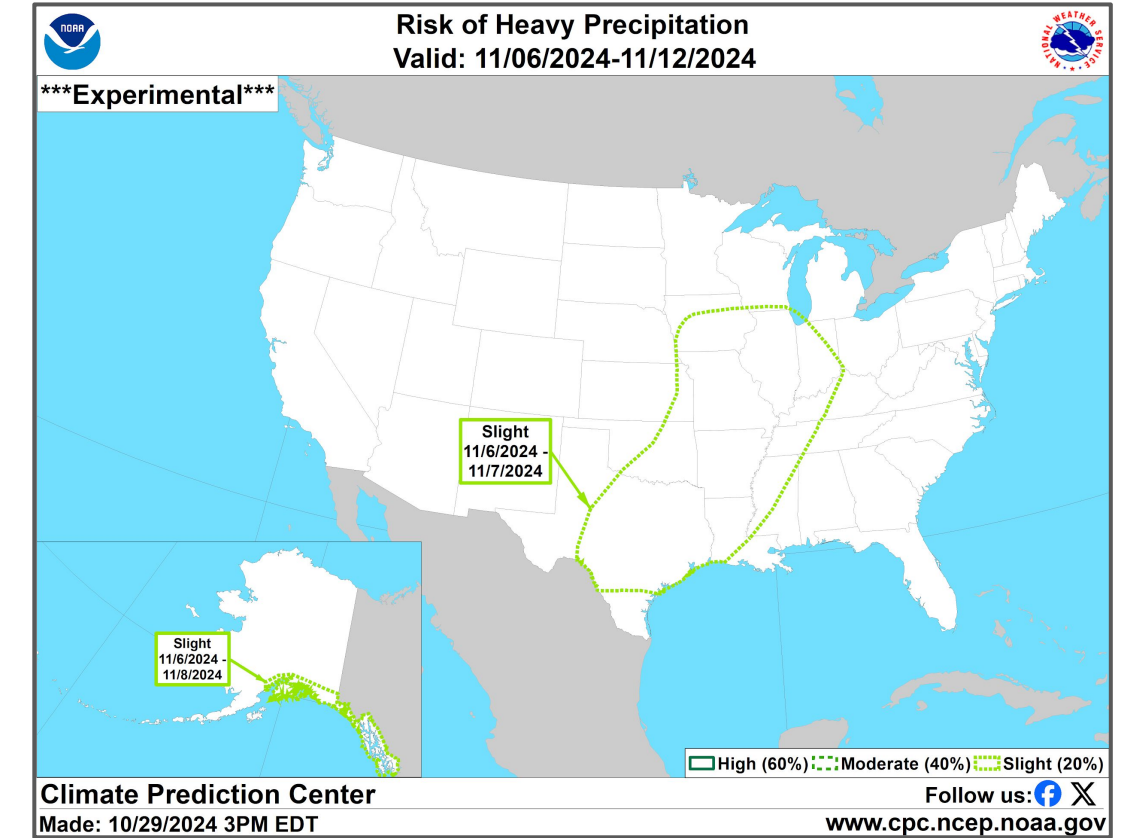 NOAA
Risk of Heavy Precipitation
Valid: 11/06/2024-11/12/2024
NATIONAL WEATHER SERVICE
***Experimental***
Slight
11/6/2024 -
11/7/2024
Slight
11/6/2024 -
11/8/2024
High (60%) Moderate (40%) Slight (20%)
Climate Prediction Center
Follow us:
Made: 10/29/2024 3PM EDT
www.cpc.ncep.noaa.gov